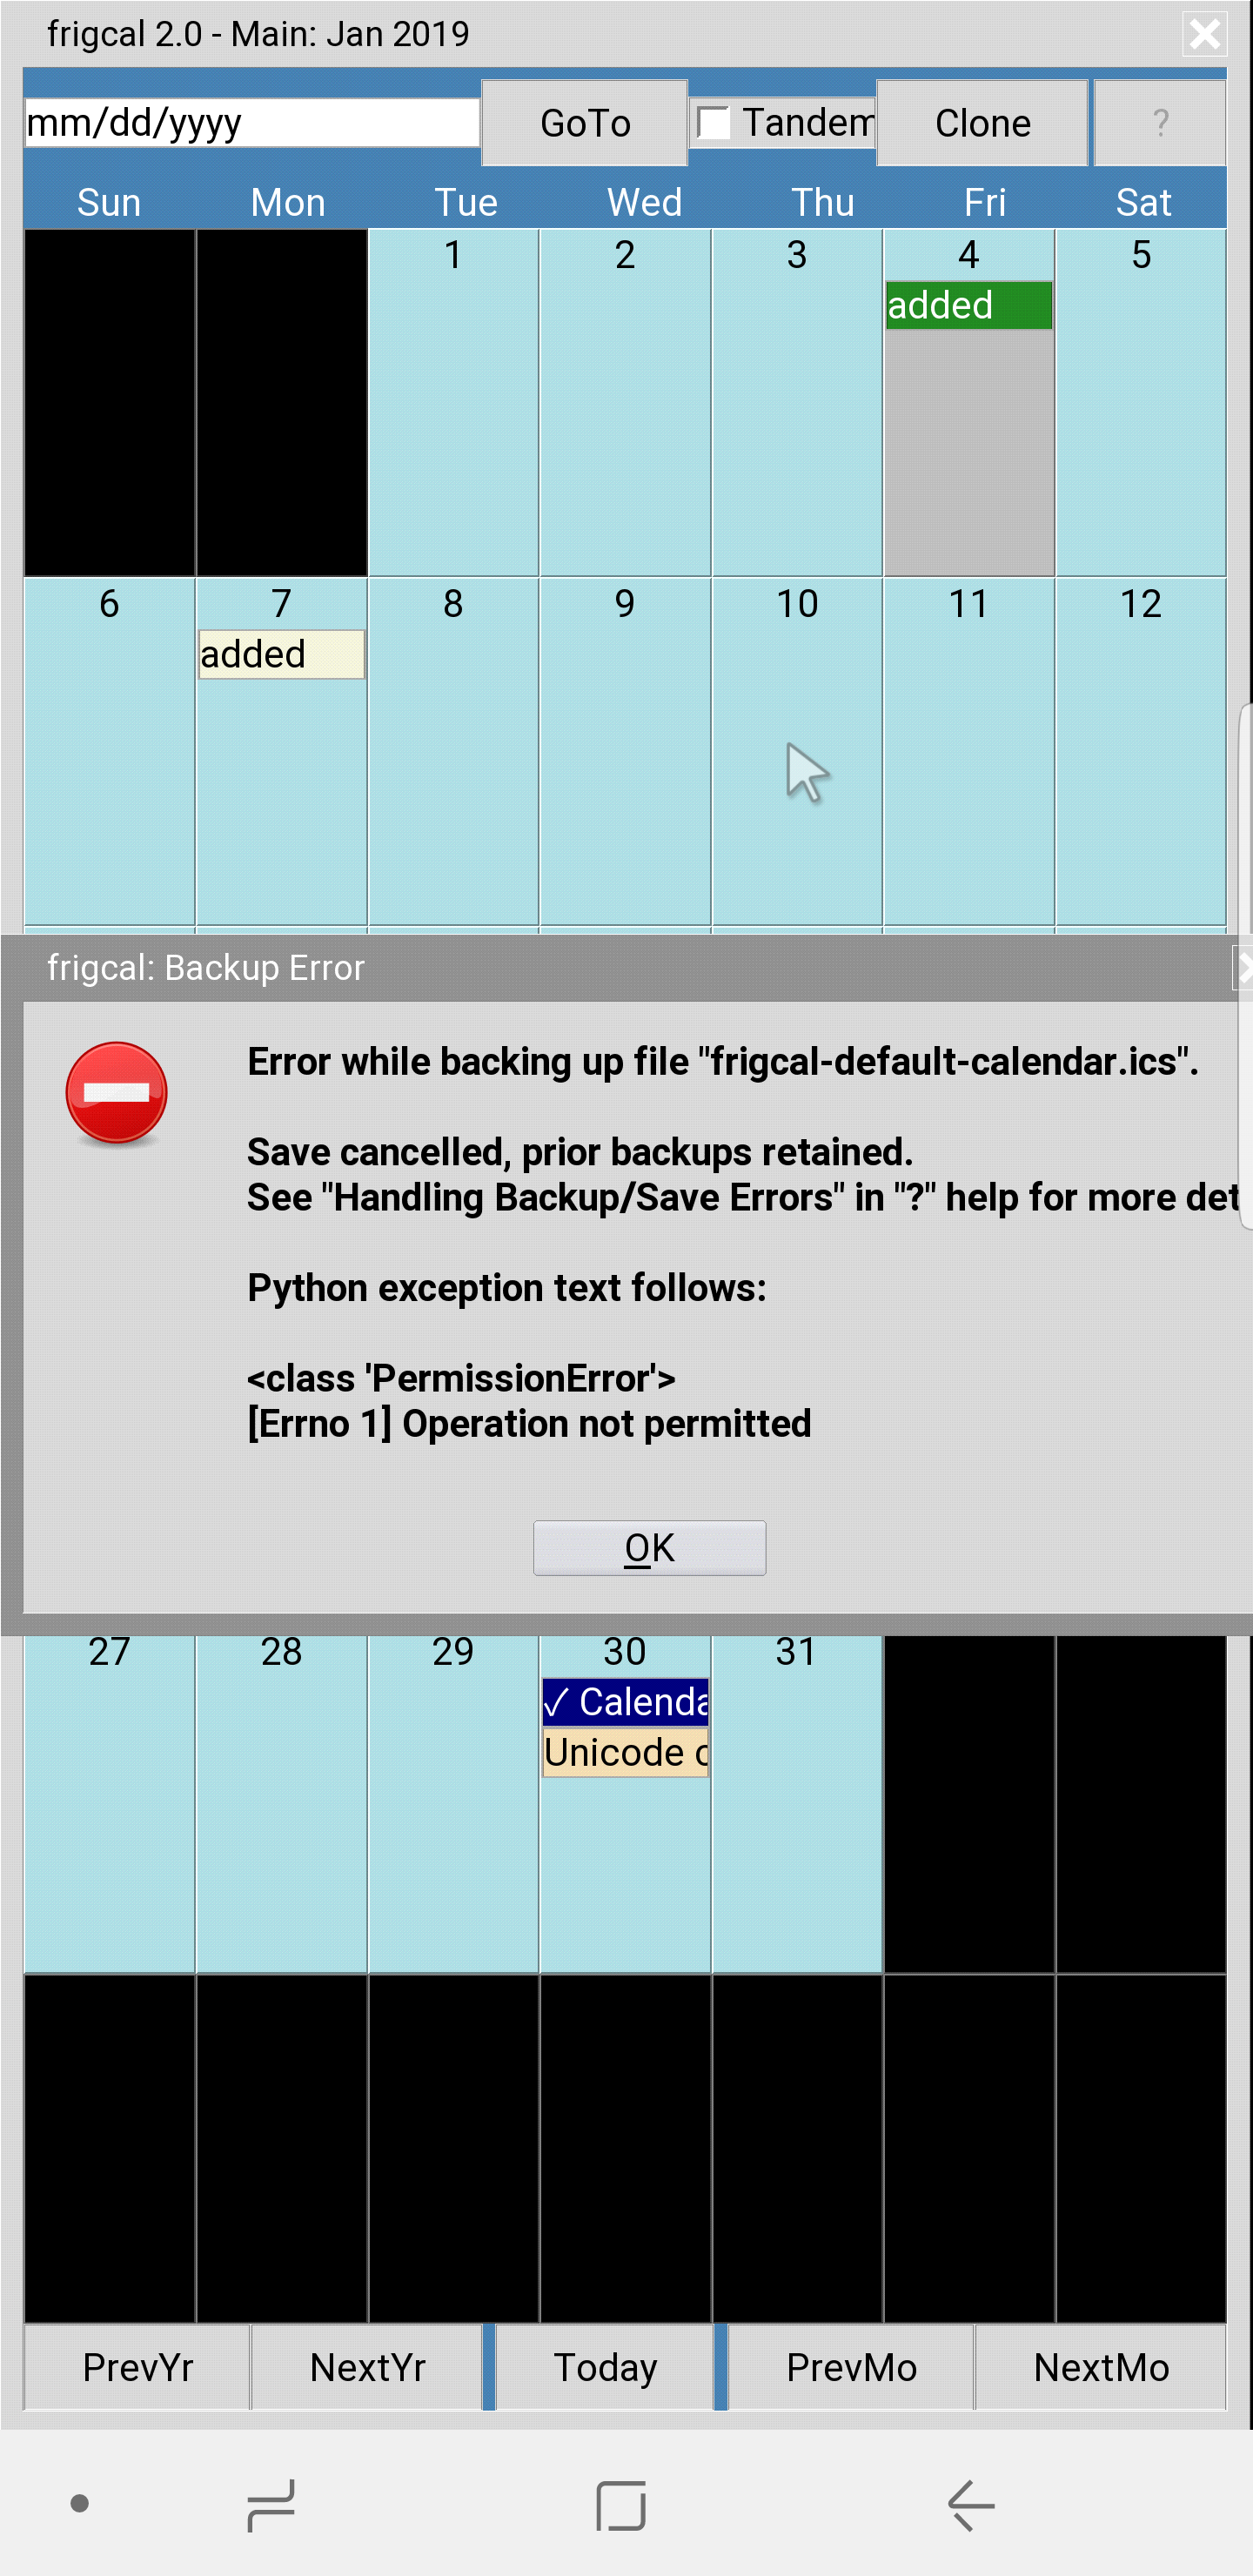 frigcal 2.0 - Main: Jan 2019
mm/dd/yyyy GoTo Tandem Clone ?
Sun Mon Tue Wed Thu Fri Sat
1 2 3 4 5
added
6 7 8 9 10 11 12
added
frigcal: Backup Error
Error while backing up file "frigcal-default-calendar.ics".
Save cancelled, prior backups retained.
See "Handling Backup/Save Errors" in "?" help for more det
Python exception text follows:
<class 'PermissionError'>
[Errno 1] Operation not permitted
OK
27 28 29 30 31
✓ Calenda
Unicode c
PrevYr NextYr Today PrevMo NextMo